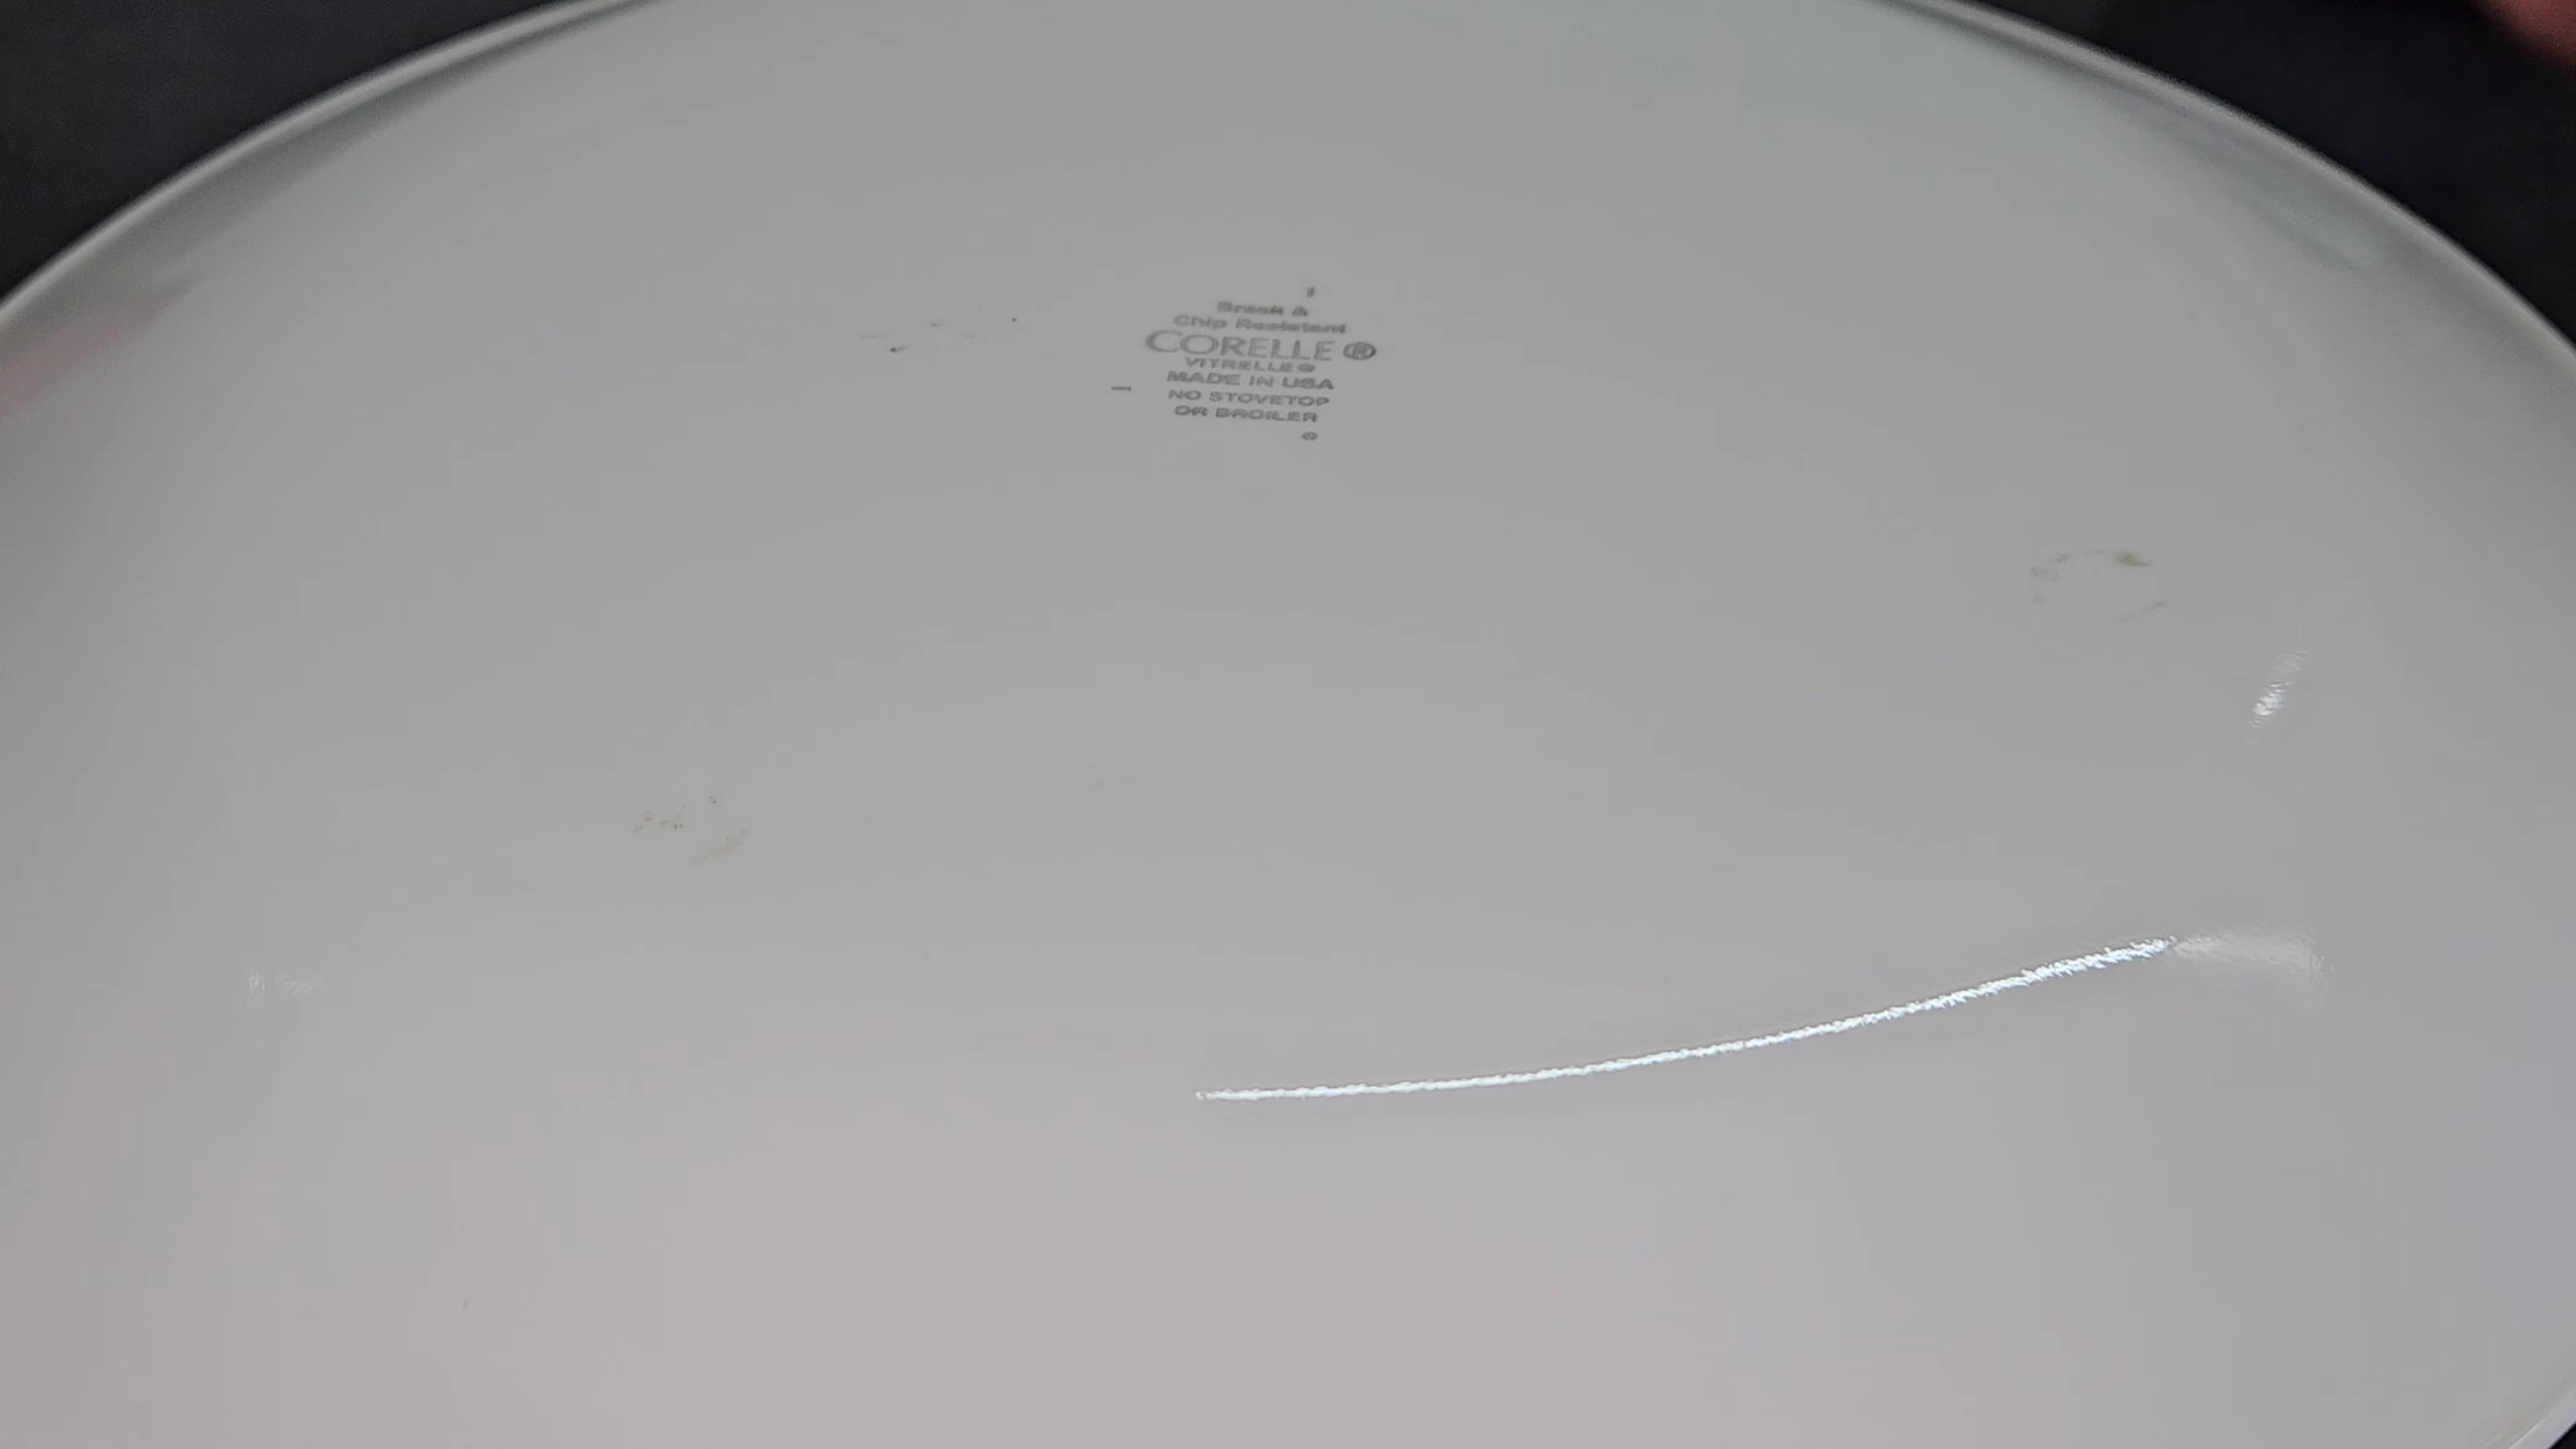 Break &
Chip Resistant
CORELLE ®
VITRELLE®
MADE IN USA
NO STOVETOP
OR BROILER